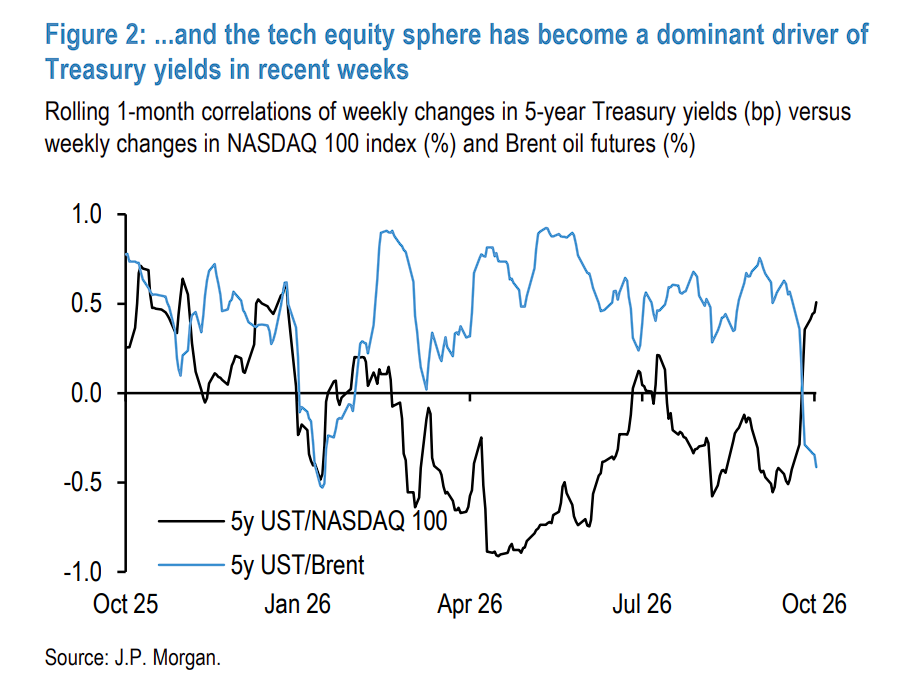 Figure 2: ...and the tech equity sphere has become a dominant driver of
Treasury yields in recent weeks
Rolling 1-month correlations of weekly changes in 5-year Treasury yields (bp) versus
weekly changes in NASDAQ 100 index (%) and Brent oil futures (%)
1.0
0.5
0.0
-0.5
5y UST/NASDAQ 100
5y UST/Brent
-1.0
Oct 25 Jan 26 Apr 26 Jul 26 Oct 26
Source: J.P. Morgan.